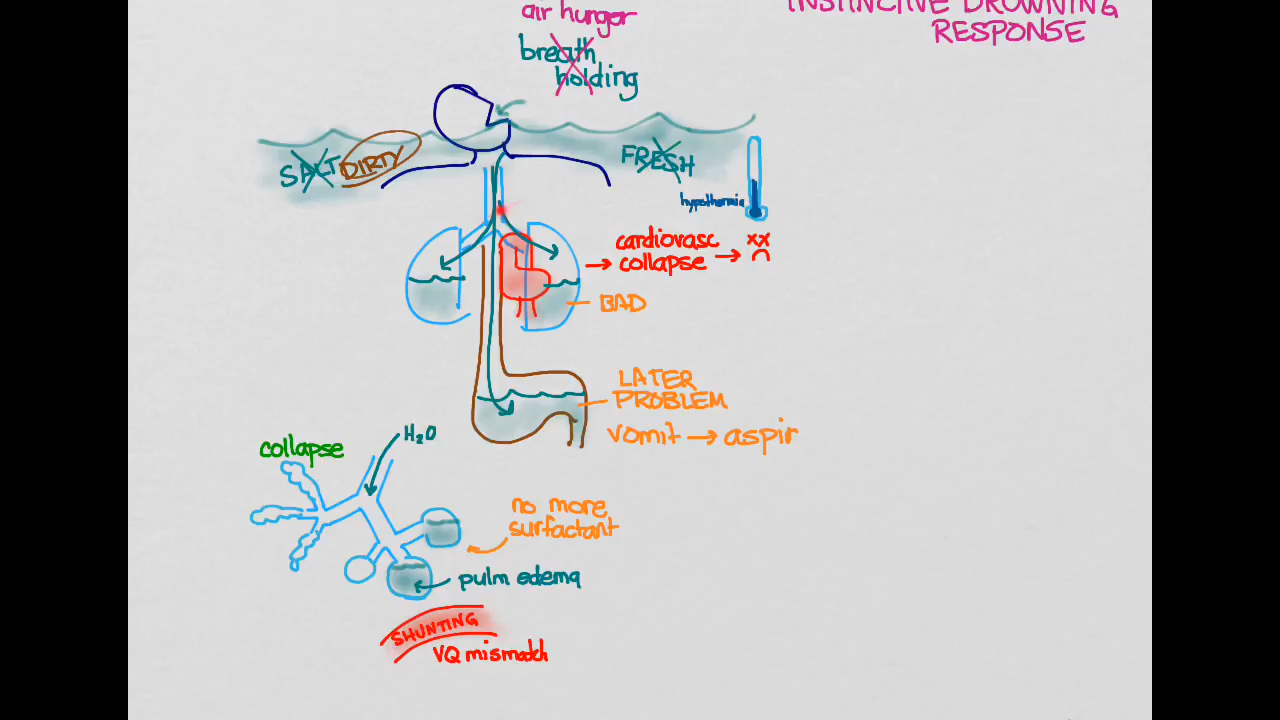 air hunger
breath
holding
INSTINCTIVE DROWNING
RESPONSE
SALT DIRTY
FRESH
hypothermia
cardiovasc
collapse
xx
BAD
LATER
PROBLEM
vomit → aspir
H₂O
collapse
no more
surfactant
pulm edema
SHUNTING
VQ mismatch